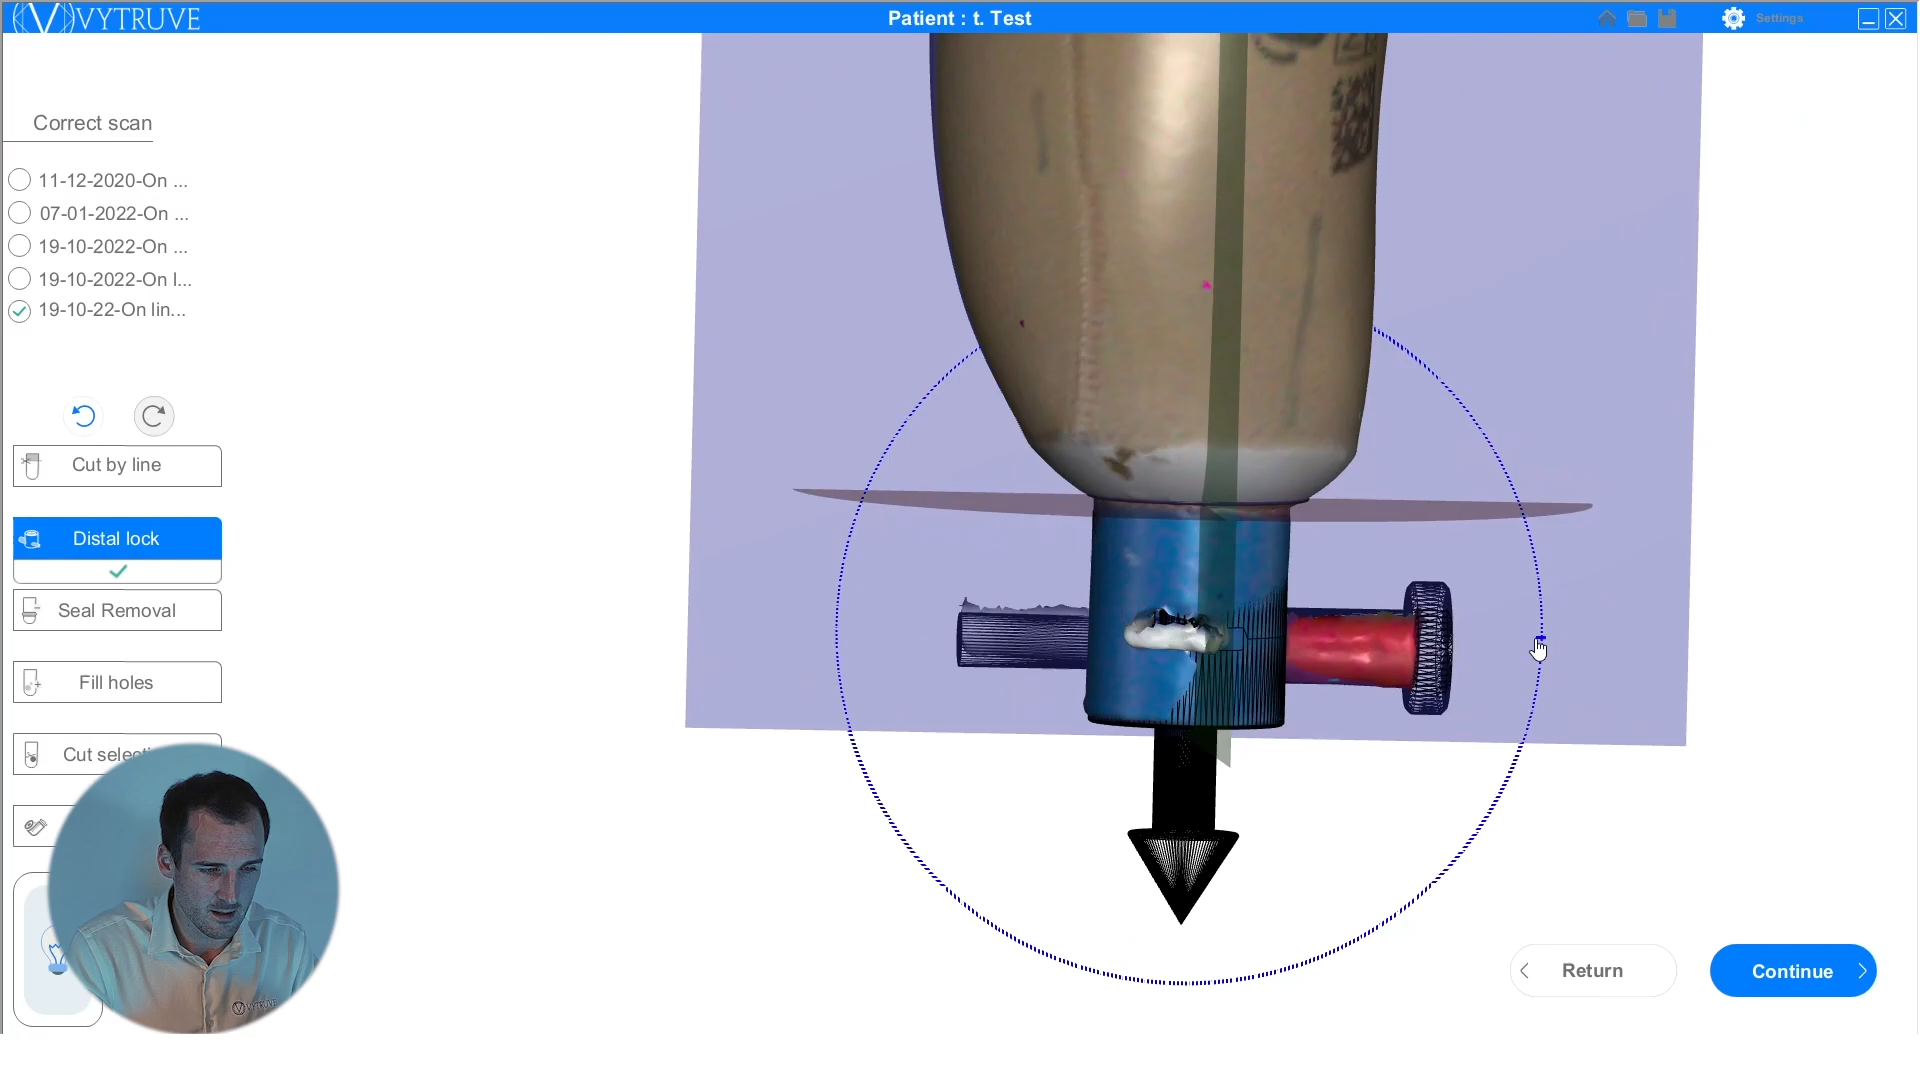 VYTRUVE
Patient : t. Test
Settings
Correct scan
11-12-2020-On ...
07-01-2022-On ...
19-10-2022-On ...
19-10-2022-On l...
19-10-22-On lin...
Cut by line
Distal lock
Seal Removal
Fill holes
Cut selecti
VYTRUVE
Return
Continue